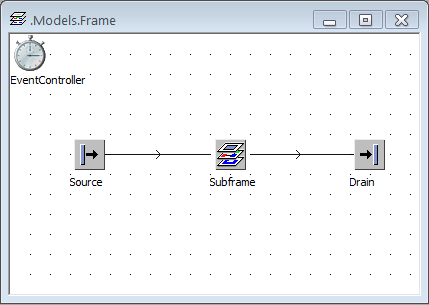 .Models.Frame
EventController
Source
Subframe
Drain